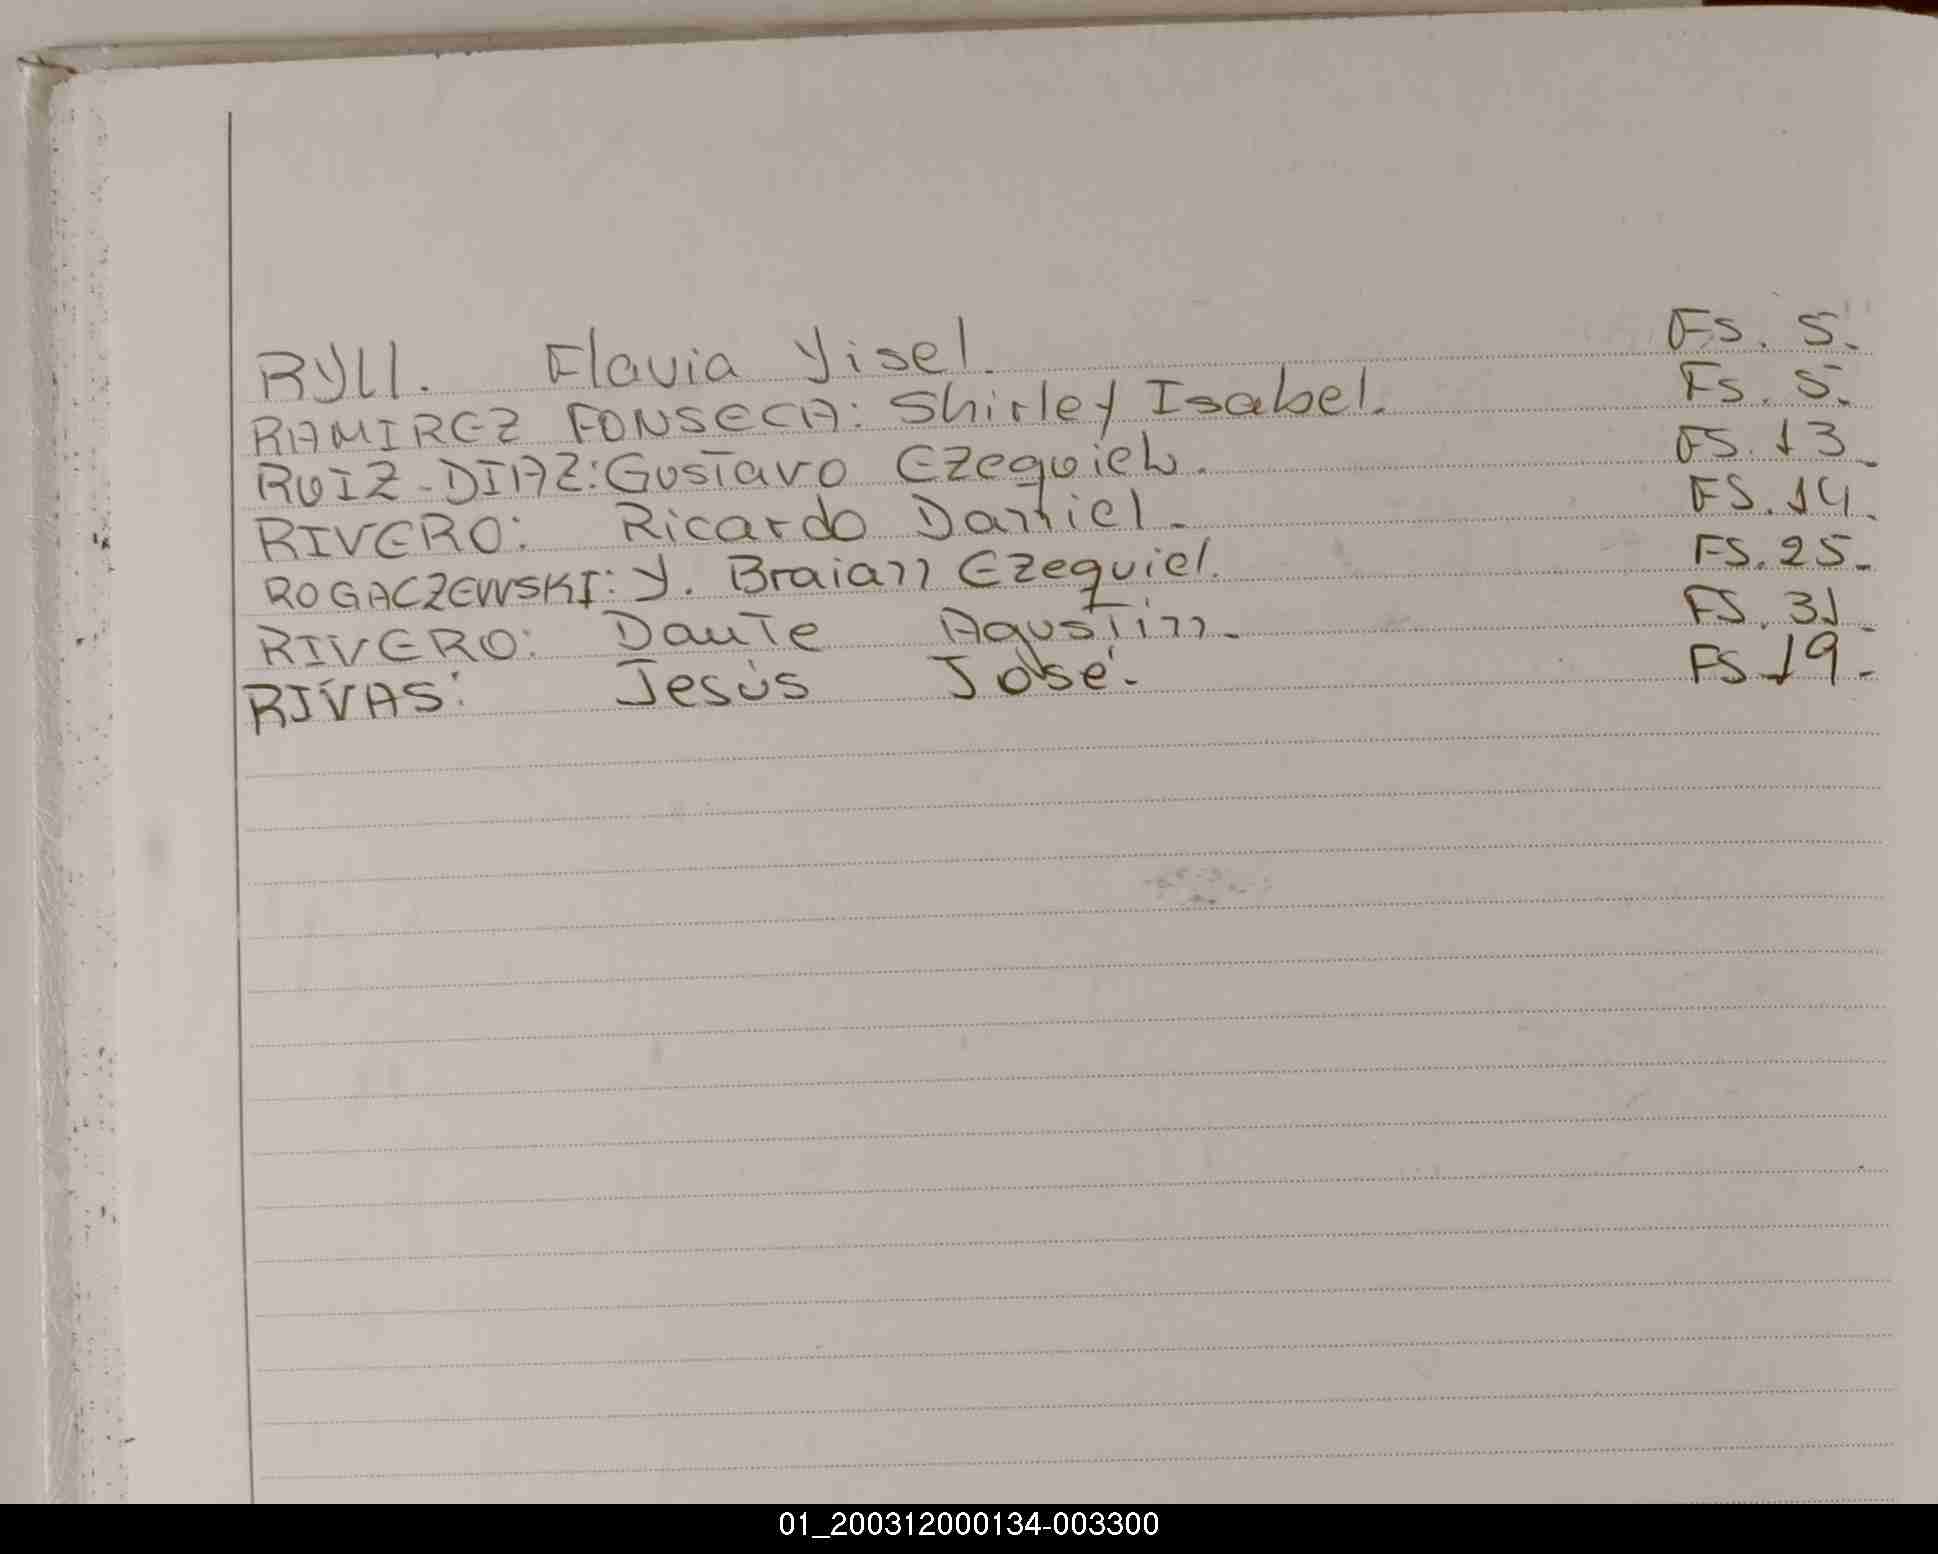 RYLL. Flavia Yisel. FS. 5.
RAMIREZ FONSECA: Shirley Isabel. FS. 5.
RUIZ-DIAZ: Gustavo Ezequiel. FS. 13.
RIVERO: Ricardo Daniel. FS. 14.
ROGACZEWSKI: Y. Braian Ezequiel. FS. 25.
RIVERO: Dante Agustin. FS. 31.
RIVAS: Jesús José. FS 19.
01_200312000134-003300